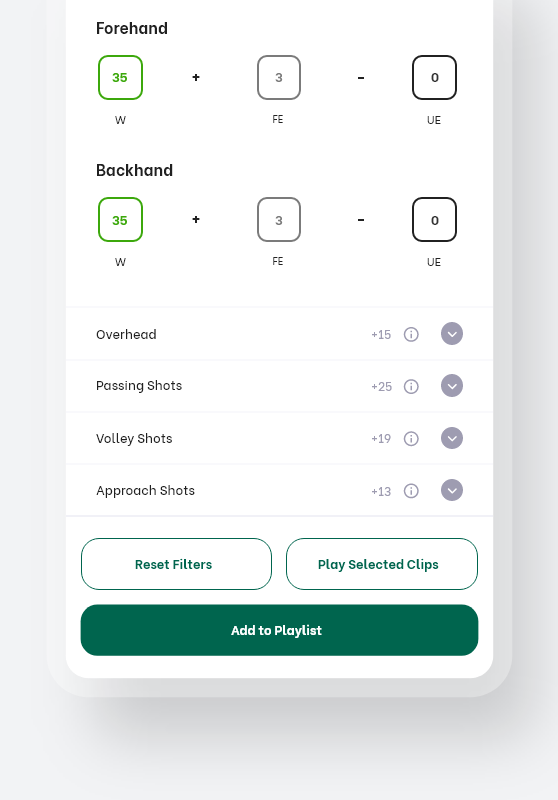 Forehand
35 + 3 - 0
W FE UE
Backhand
35 + 3 - 0
W FE UE
Overhead +15
Passing Shots +25
Volley Shots +19
Approach Shots +13
Reset Filters Play Selected Clips
Add to Playlist